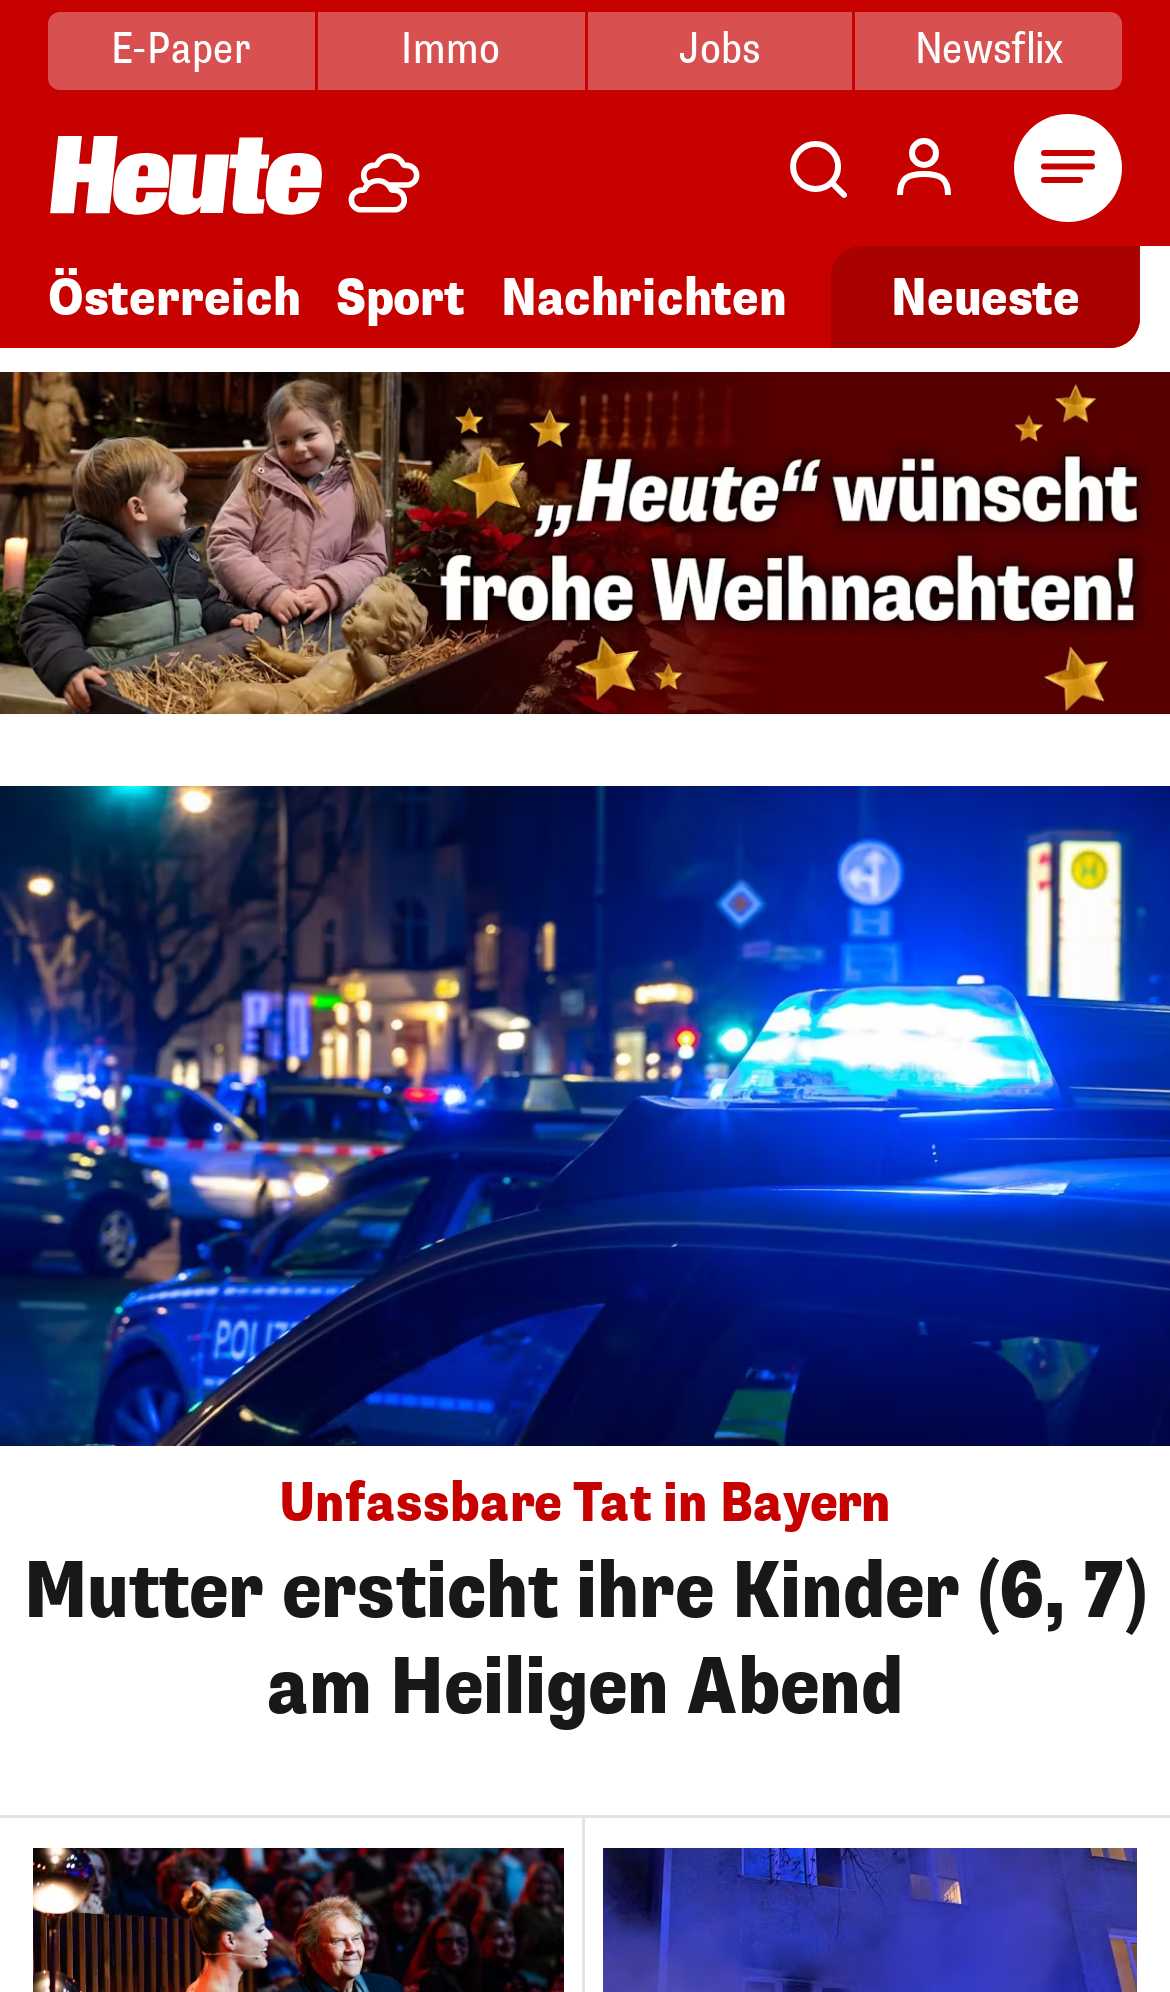 E-Paper
Immo
Jobs
Newsflix
Heute
Österreich
Sport
Nachrichten
Neueste
„Heute“ wünscht
frohe Weihnachten!
H
POLIZE
Unfassbare Tat in Bayern
Mutter ersticht ihre Kinder (6, 7)
am Heiligen Abend